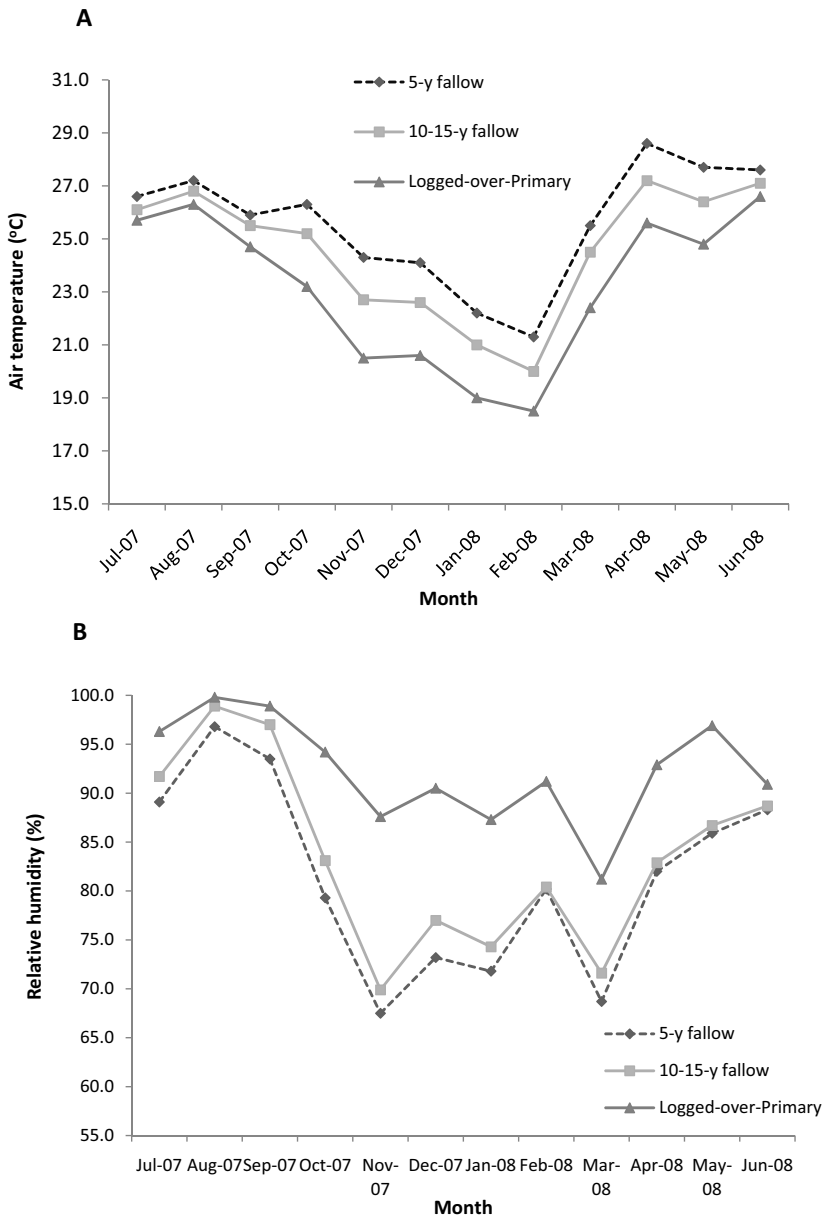 A
31.0
29.0
27.0
25.0
23.0
21.0
19.0
17.0
15.0
Air temperature (ºC)
5-y fallow
10-15-y fallow
Logged-over-Primary
Jul-07 Aug-07 Sep-07 Oct-07 Nov-07 Dec-07 Jan-08 Feb-08 Mar-08 Apr-08 May-08 Jun-08
Month
B
100.0
95.0
90.0
85.0
80.0
75.0
70.0
65.0
60.0
55.0
Relative humidity (%)
5-y fallow
10-15-y fallow
Logged-over-Primary
Jul-07 Aug-07 Sep-07 Oct-07 Nov- Dec-07 Jan-08 Feb-08 Mar- Apr-08 May- Jun-08
07 08 08
Month